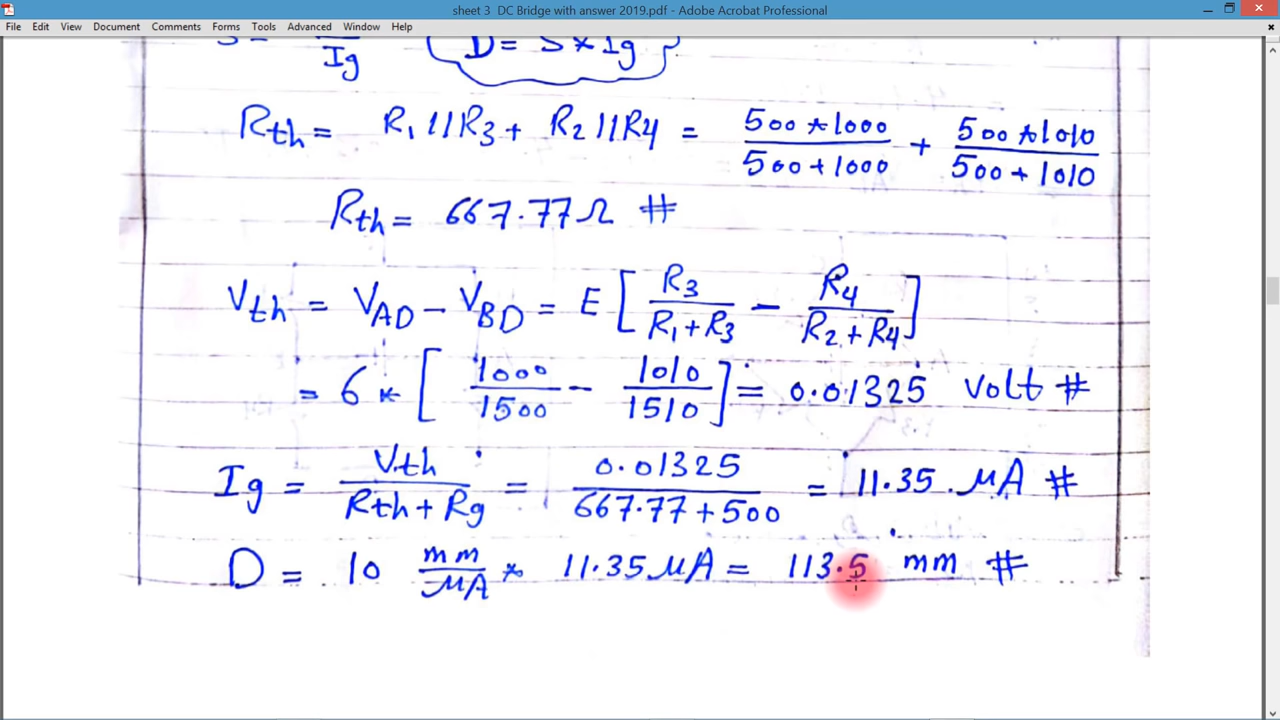 sheet 3 DC Bridge with answer 2019.pdf - Adobe Acrobat Professional
File Edit View Document Comments Forms Tools Advanced Window Help
Ig D = S * Ig
Rth = R1 // R3 + R2 // R4 = 500 * 1000 / 500 + 1000 + 500 * 1010 / 500 + 1010
Rth = 667.77 Ω #
Vth = VAD - VBD = E [ R3 / R1 + R3 - R4 / R2 + R4 ]
= 6 * [ 1000 / 1500 - 1010 / 1510 ] = 0.01325 Volt #
Ig = Vth / Rth + Rg = 0.01325 / 667.77 + 500 = 11.35 μA #
D = 10 mm / μA * 11.35 μA = 113.5 mm #